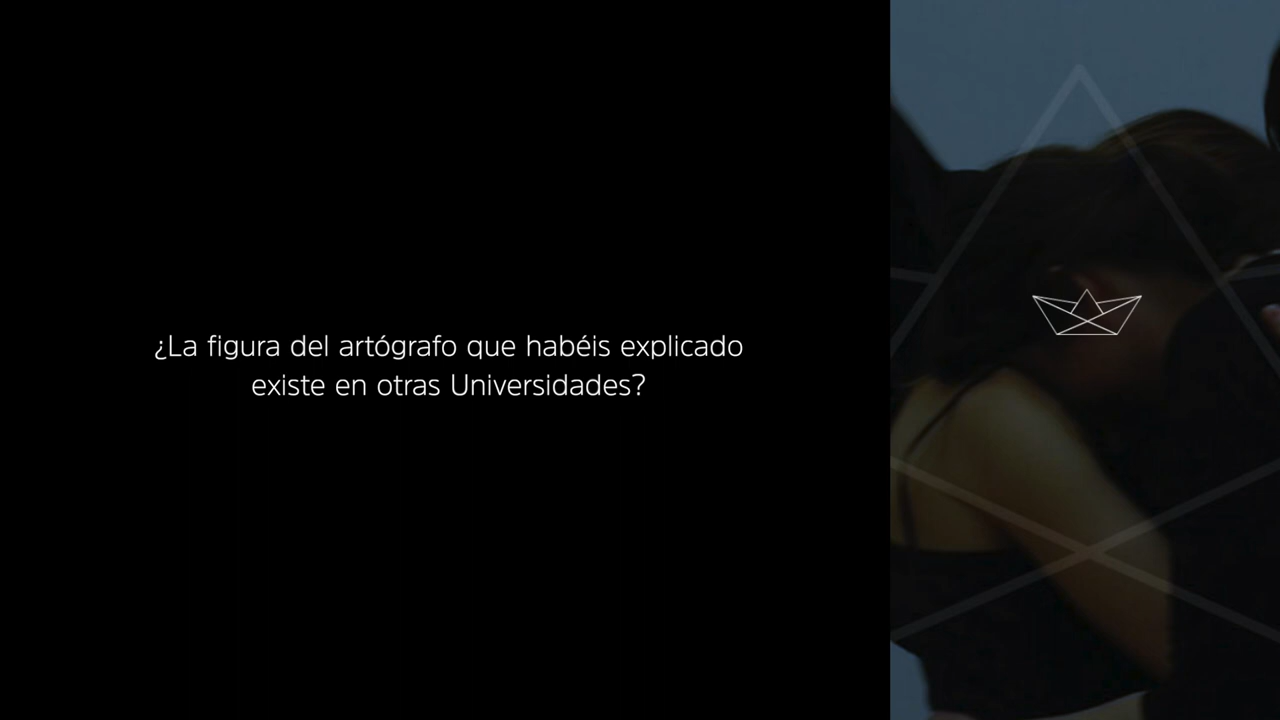 ¿La figura del artógrafo que habéis explicado
existe en otras Universidades?